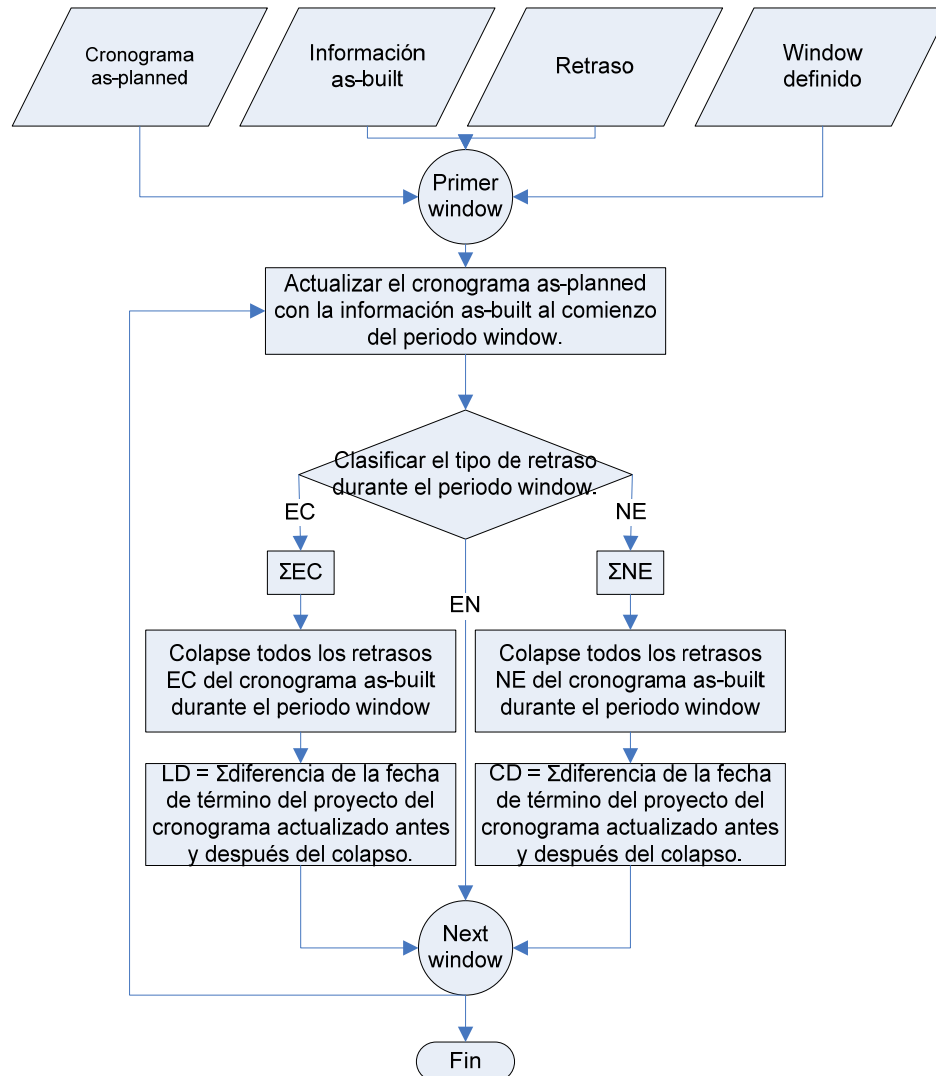 Cronograma
as-planned
Información
as-built
Retraso
Window
definido
Primer
window
Actualizar el cronograma as-planned
con la información as-built al comienzo
del periodo window.
Clasificar el tipo de retraso
durante el periodo window.
EC
NE
ΣEC
ΣNE
EN
Colapse todos los retrasos
EC del cronograma as-built
durante el periodo window
Colapse todos los retrasos
NE del cronograma as-built
durante el periodo window
LD = Σdiferencia de la fecha
de término del proyecto del
cronograma actualizado antes
y después del colapso.
CD = Σdiferencia de la fecha
de término del proyecto del
cronograma actualizado antes
y después del colapso.
Next
window
Fin